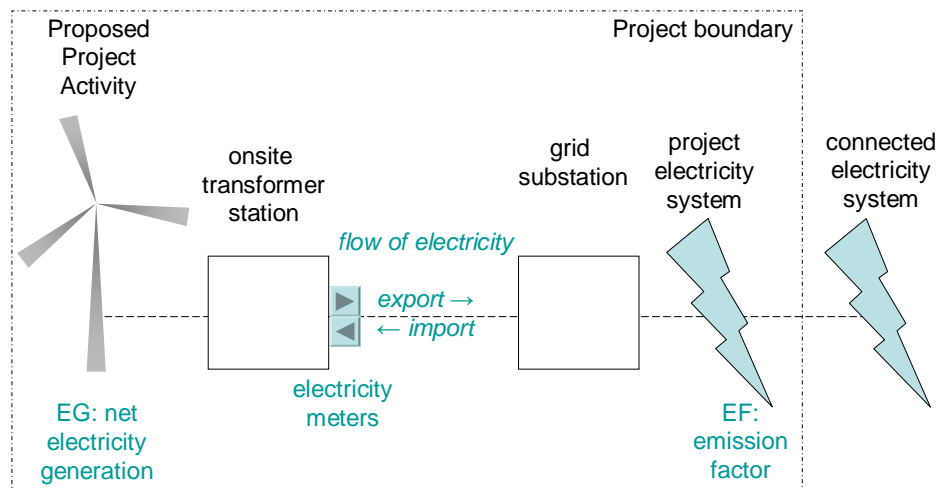 Proposed
Project
Activity
Project boundary
onsite
transformer
station
grid
substation
project
electricity
system
connected
electricity
system
flow of electricity
export →
← import
electricity
meters
EG: net
electricity
generation
EF:
emission
factor